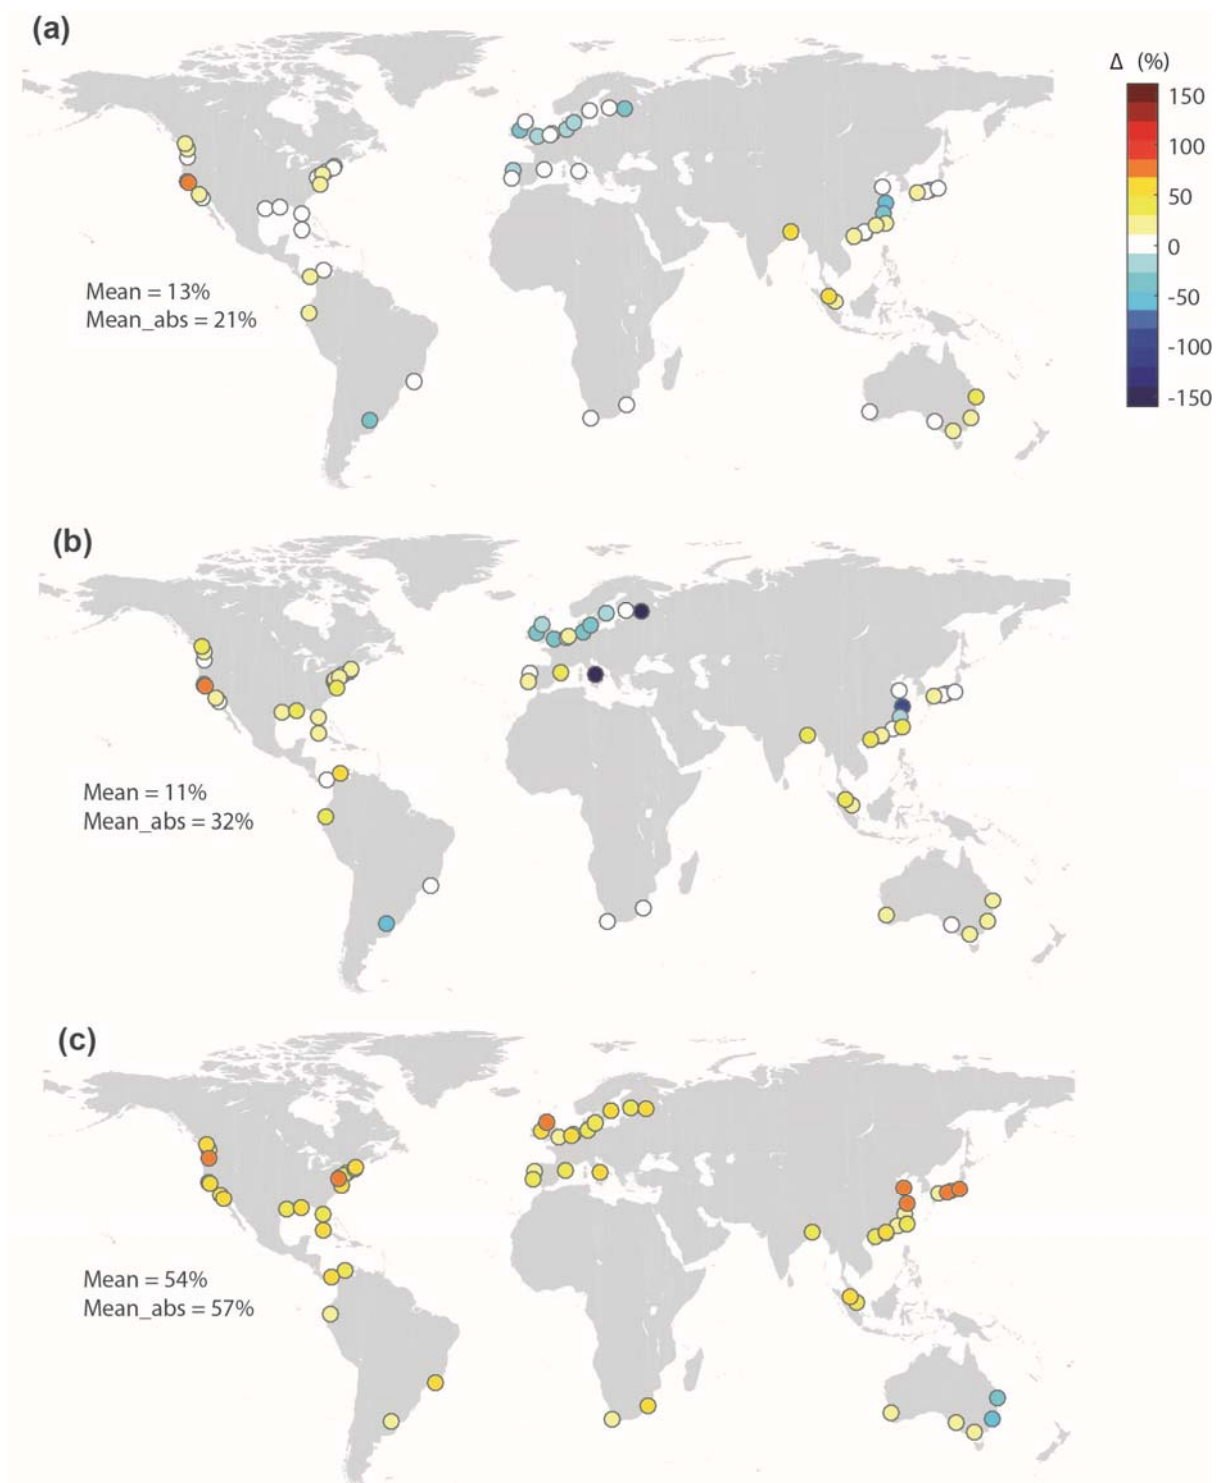 (a)
Δ (%)
150
100
50
0
-50
-100
-150
Mean = 13%
Mean_abs = 21%
(b)
Mean = 11%
Mean_abs = 32%
(c)
Mean = 54%
Mean_abs = 57%